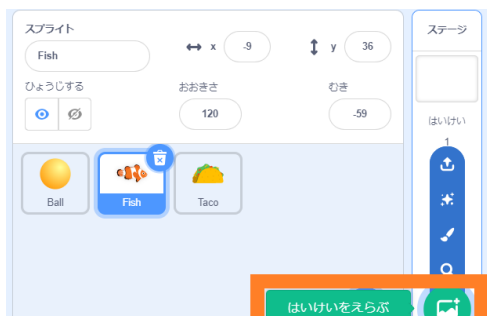 スプライト
Fish
x -9
y 36
ひょうじする
おおきさ
120
むき
-59
Ball
Fish
Taco
ステージ
はいけい
1
はいけいをえらぶ